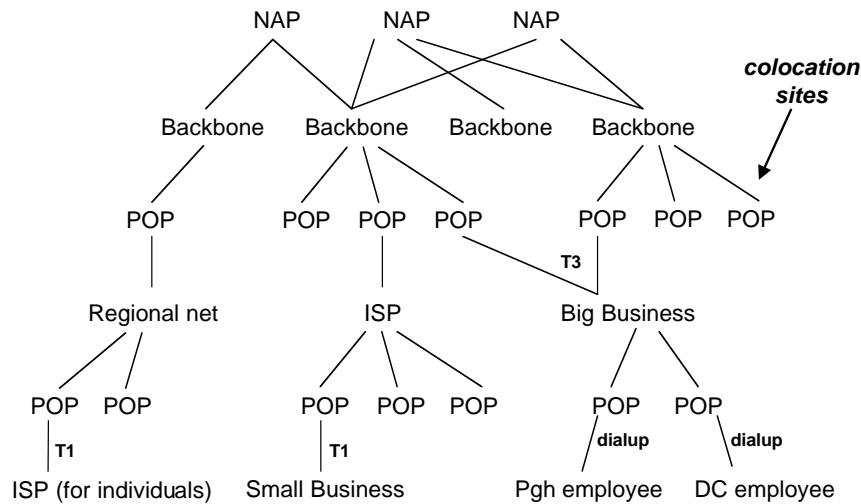 NAP NAP NAP
colocation
sites
Backbone Backbone Backbone Backbone
POP POP POP POP POP POP POP
T3
Regional net ISP Big Business
POP POP POP POP POP POP POP
T1 T1 dialup dialup
ISP (for individuals) Small Business Pgh employee DC employee